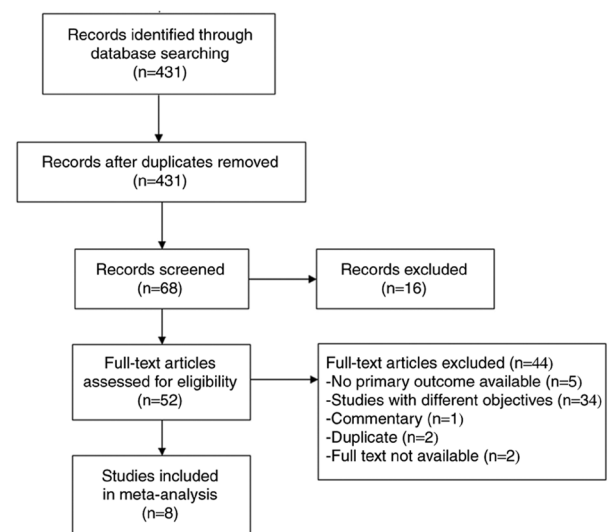 Records identified through
database searching
(n=431)
Records after duplicates removed
(n=431)
Records screened
(n=68)
Records excluded
(n=16)
Full-text articles
assessed for eligibility
(n=52)
Full-text articles excluded (n=44)
-No primary outcome available (n=5)
-Studies with different objectives (n=34)
-Commentary (n=1)
-Duplicate (n=2)
-Full text not available (n=2)
Studies included
in meta-analysis
(n=8)